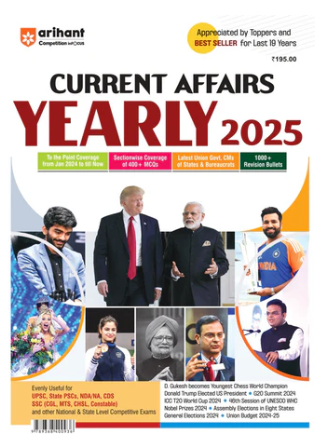 arihant
Competition in FOCUS
Appreciated by Toppers and
BEST SELLER for Last 19 Years
₹195.00
CURRENT AFFAIRS
YEARLY 2025
To the Point Coverage
from Jan 2024 to till Now
Sectionwise Coverage
of 400+ MCQs
Latest Union Govt, CMs
of States & Bureaucrats
1000+
Revision Bullets
INDIA
Evenly Useful for
UPSC, State PSCs, NDA/NA, CDS
SSC (CGL, MTS, CHSL, Constable)
and other National & State Level Competitive Exams
D. Gukesh becomes Youngest Chess World Champion
Donald Trump Elected US President • G20 Summit 2024
ICC T20 World Cup 2024 • 46th Session of UNESCO WHC
Nobel Prizes 2024 • Assembly Elections in Eight States
General Elections 2024 • Union Budget 2024-25